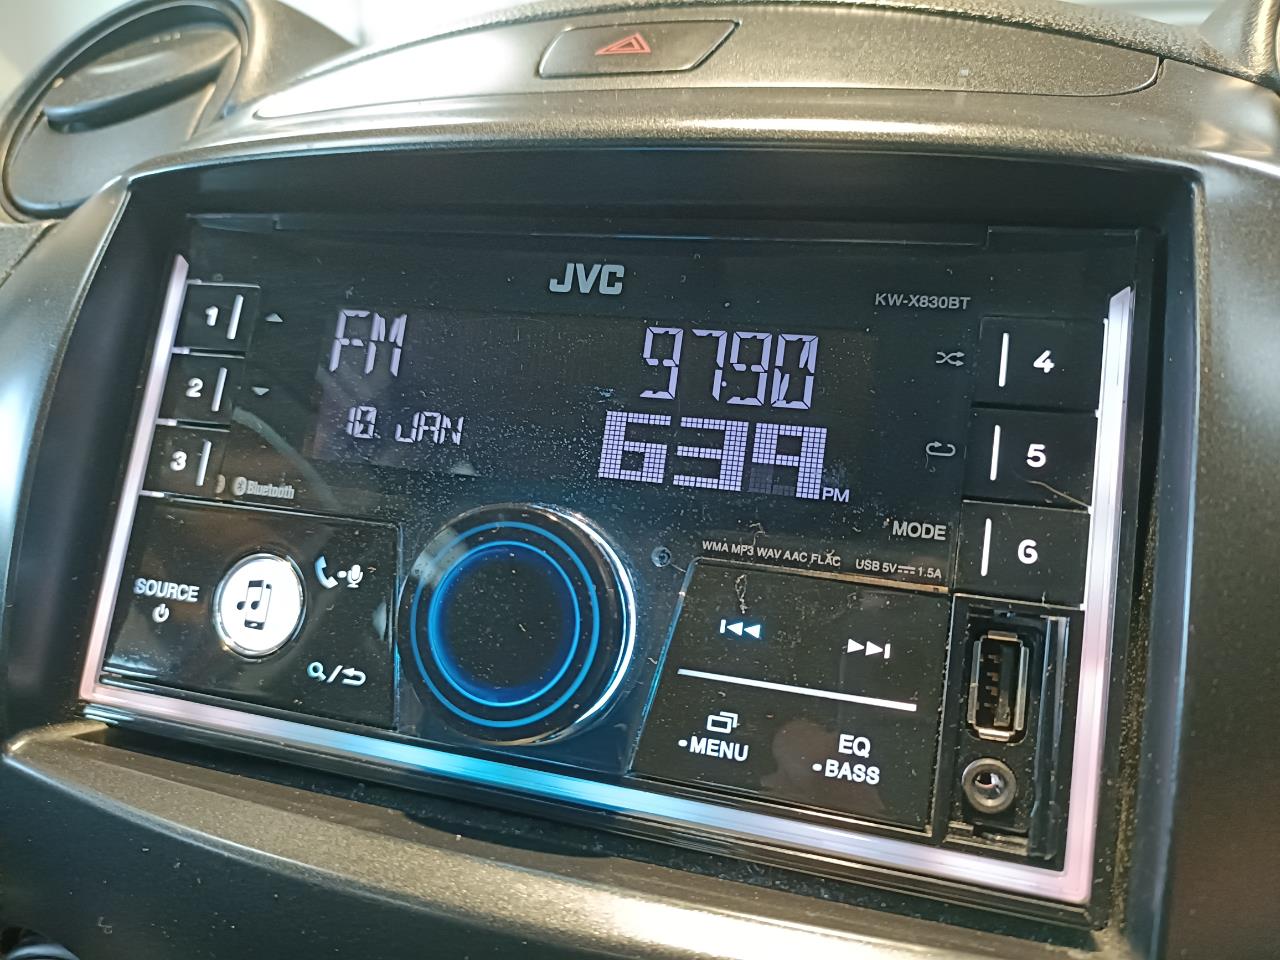 JVC
KW-X830BT
1
FM
97.90
4
2
10. JAN
6:39 PM
5
3
Bluetooth
MODE
6
WMA MP3 WAV AAC FLAC
USB 5V 1.5A
SOURCE
MENU
EQ
BASS